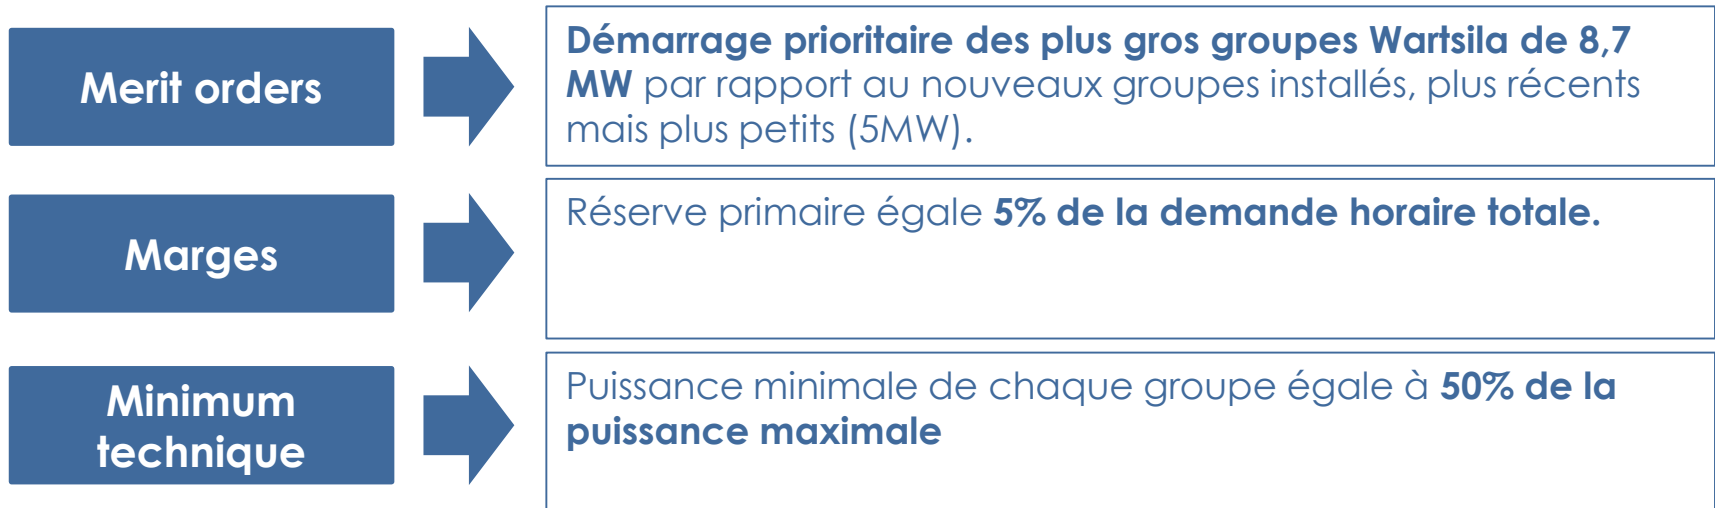 Merit orders
Démarrage prioritaire des plus gros groupes Wartsila de 8,7
MW par rapport au nouveaux groupes installés, plus récents
mais plus petits (5MW).
Marges
Réserve primaire égale 5% de la demande horaire totale.
Minimum
technique
Puissance minimale de chaque groupe égale à 50% de la
puissance maximale